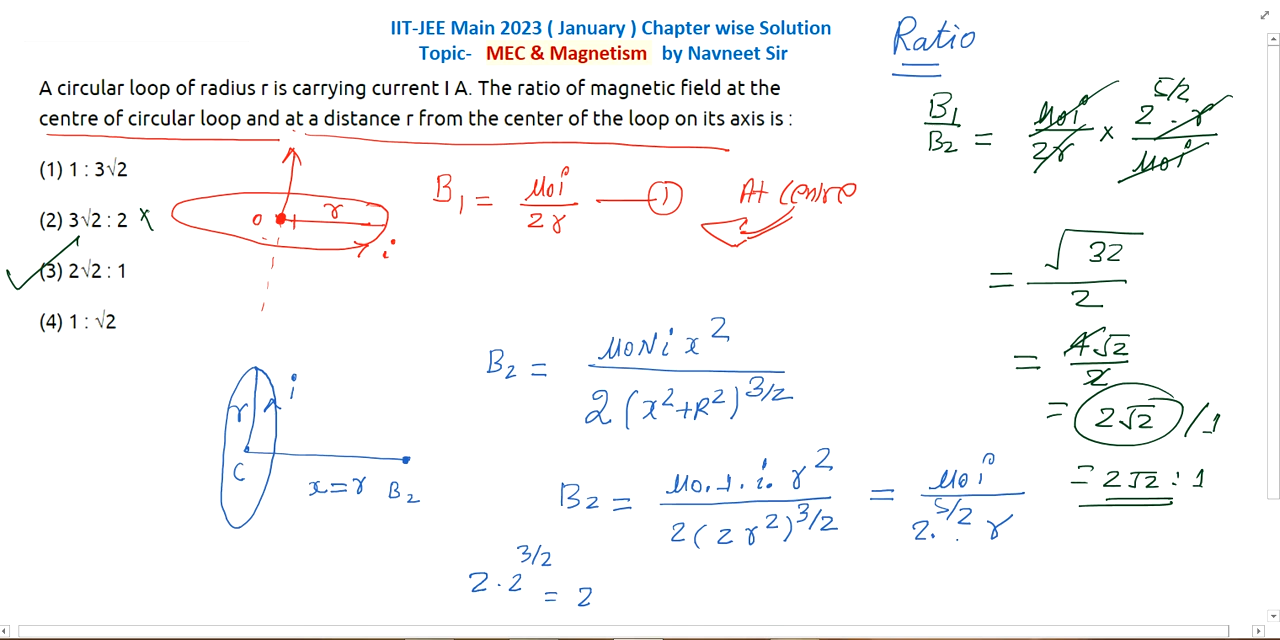 IIT-JEE Main 2023 ( January ) Chapter wise Solution
Topic- MEC & Magnetism by Navneet Sir
Ratio
A circular loop of radius r is carrying current I A. The ratio of magnetic field at the
centre of circular loop and at a distance r from the center of the loop on its axis is :
(1) 1 : 3√2
(2) 3√2 : 2 x
(3) 2√2 : 1
(4) 1 : √2
O r i
B₁ = μ₀i / 2r — ① At Centre
B₂ = μ₀Ni x² / 2(x²+R²)^3/2
i
r
C
x=r B₂
B₂ = μ₀.1.i. r² / 2(2r²)^3/2 = μ₀i / 2.^5/2 r
2.2^3/2 = 2
B₁/B₂ = μ₀i/2r × 2^5/2 . r/μ₀i
= √32 / 2
= 4√2 / 2
= 2√2 / 1
= 2√2 : 1